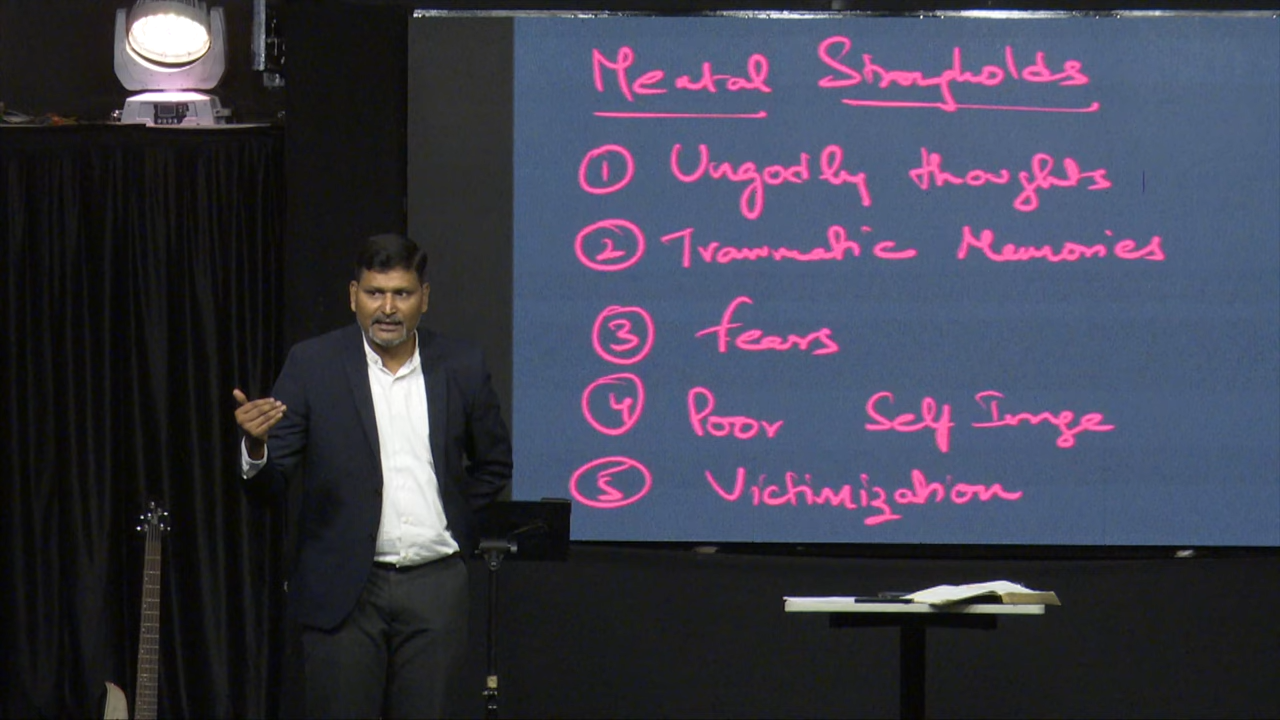 Mental Strongholds
① Ungodly thoughts
② Traumatic Memories
③ fears
④ Poor Self Image
⑤ Victimization